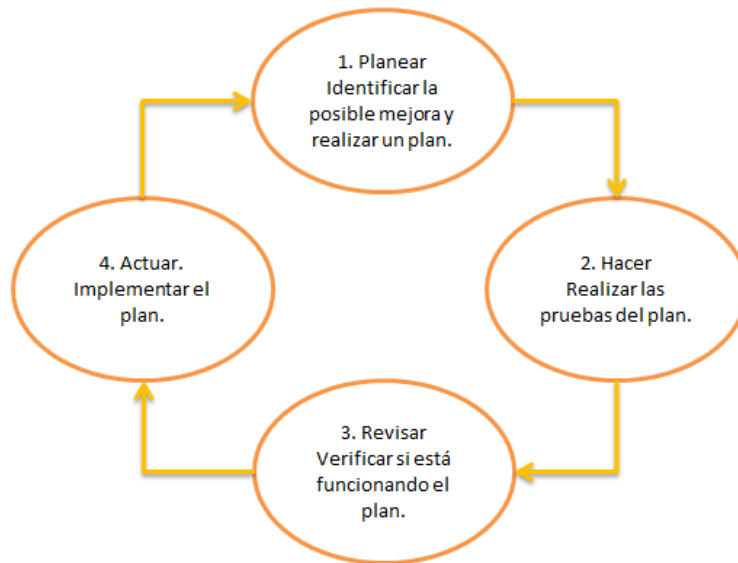 1. Planear
Identificar la
posible mejora y
realizar un plan.
2. Hacer
Realizar las
pruebas del plan.
3. Revisar
Verificar si está
funcionando el
plan.
4. Actuar.
Implementar el
plan.